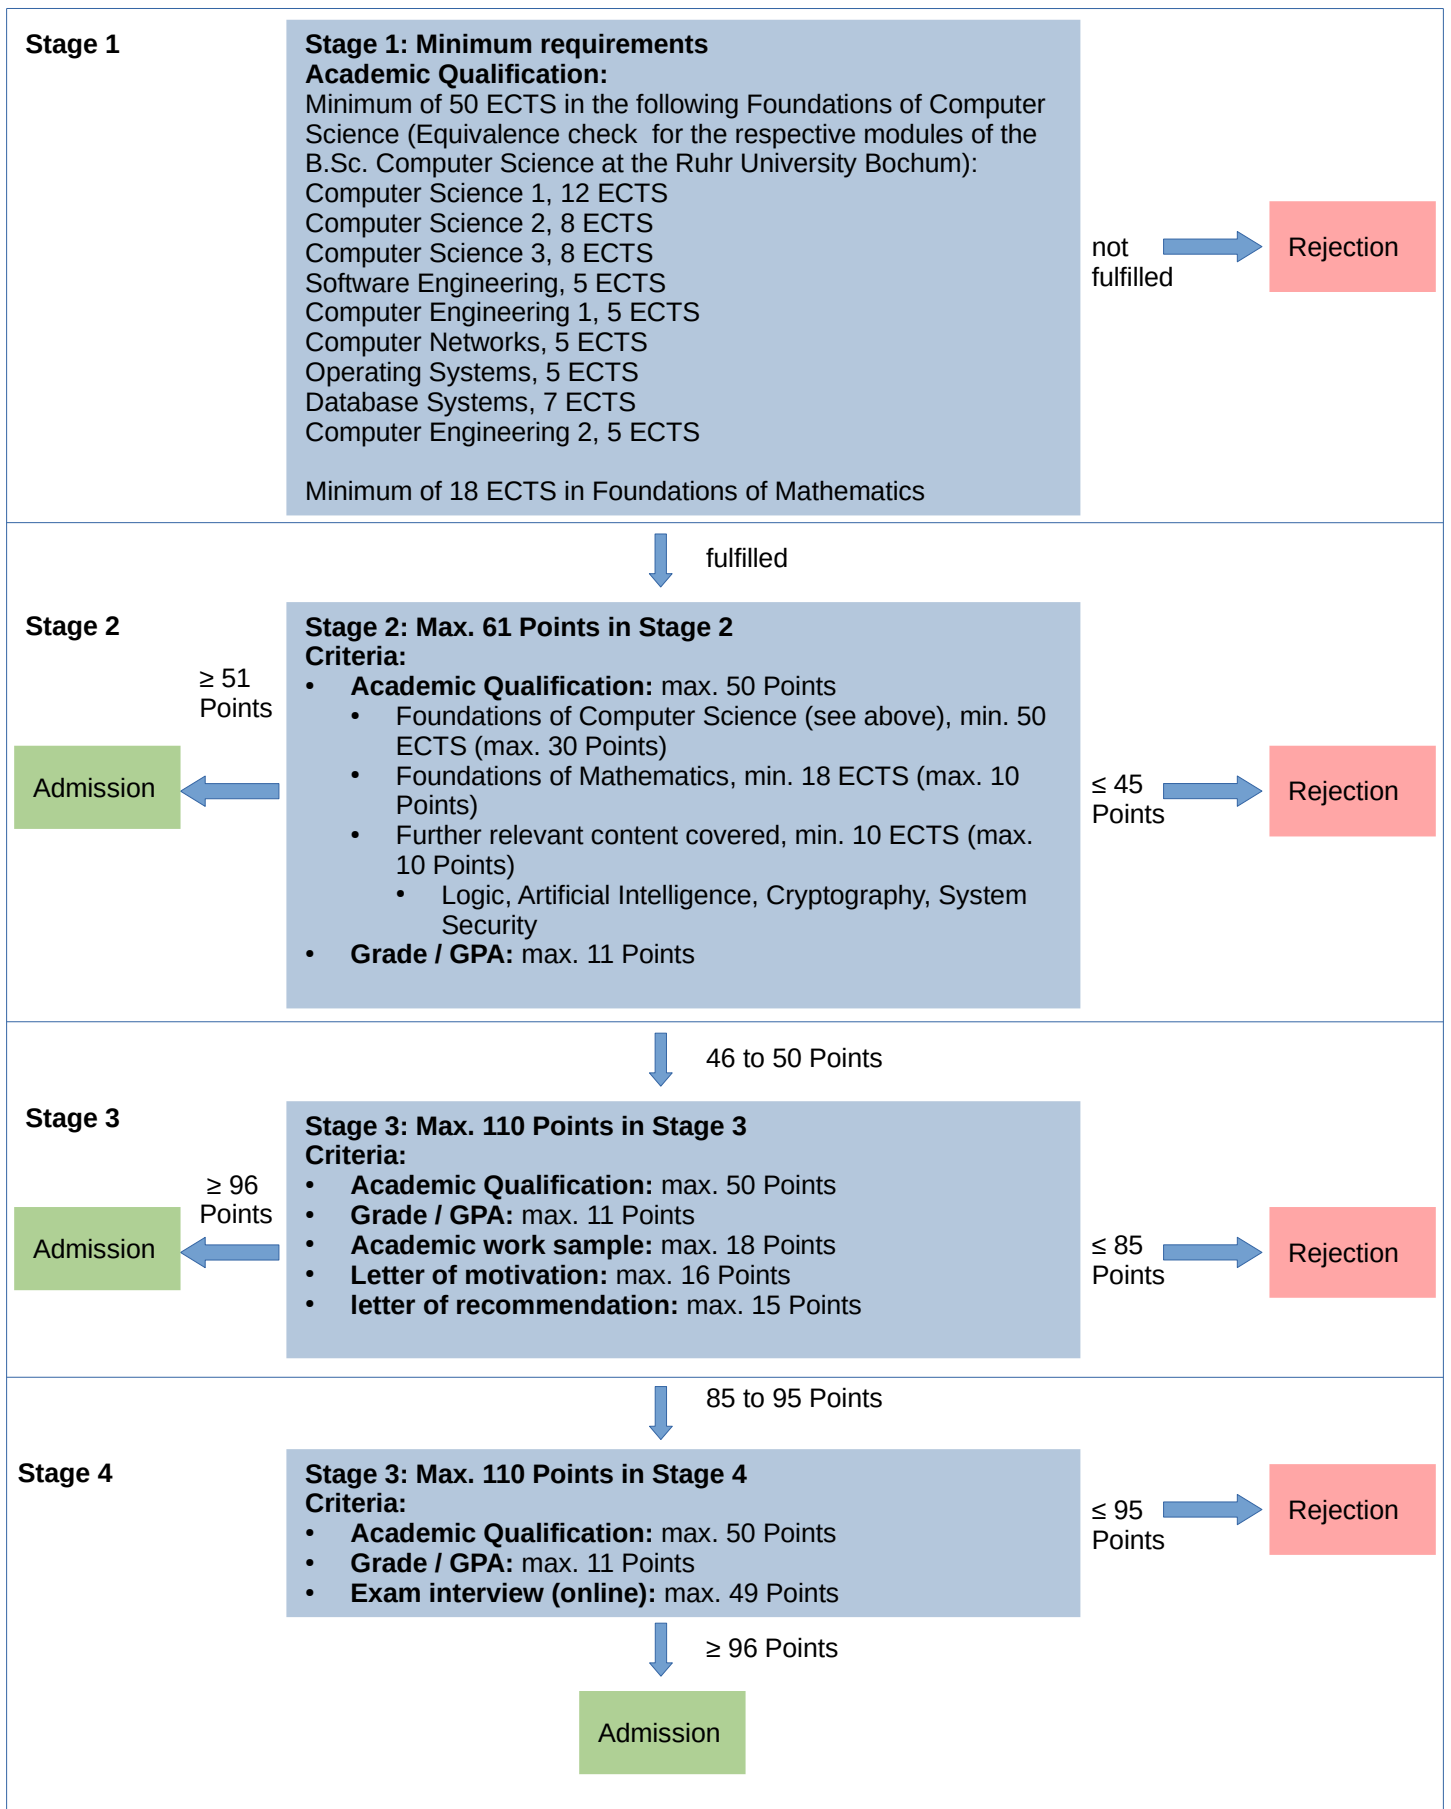 Stage 1
Stage 1: Minimum requirements
Academic Qualification:
Minimum of 50 ECTS in the following Foundations of Computer
Science (Equivalence check  for the respective modules of the
B.Sc. Computer Science at the Ruhr University Bochum):
Computer Science 1, 12 ECTS
Computer Science 2, 8 ECTS
Computer Science 3, 8 ECTS
Software Engineering, 5 ECTS
Computer Engineering 1, 5 ECTS
Computer Networks, 5 ECTS
Operating Systems, 5 ECTS
Database Systems, 7 ECTS
Computer Engineering 2, 5 ECTS
Minimum of 18 ECTS in Foundations of Mathematics
not
fulfilled
Rejection
fulfilled
Stage 2
≥ 51
Points
Admission
Stage 2: Max. 61 Points in Stage 2
Criteria:
• Academic Qualification: max. 50 Points
• Foundations of Computer Science (see above), min. 50
ECTS (max. 30 Points)
• Foundations of Mathematics, min. 18 ECTS (max. 10
Points)
• Further relevant content covered, min. 10 ECTS (max.
10 Points)
• Logic, Artificial Intelligence, Cryptography, System
Security
• Grade / GPA: max. 11 Points
≤ 45
Points
Rejection
46 to 50 Points
Stage 3
≥ 96
Points
Admission
Stage 3: Max. 110 Points in Stage 3
Criteria:
• Academic Qualification: max. 50 Points
• Grade / GPA: max. 11 Points
• Academic work sample: max. 18 Points
• Letter of motivation: max. 16 Points
• letter of recommendation: max. 15 Points
≤ 85
Points
Rejection
85 to 95 Points
Stage 4
Stage 3: Max. 110 Points in Stage 4
Criteria:
• Academic Qualification: max. 50 Points
• Grade / GPA: max. 11 Points
• Exam interview (online): max. 49 Points
≤ 95
Points
Rejection
≥ 96 Points
Admission